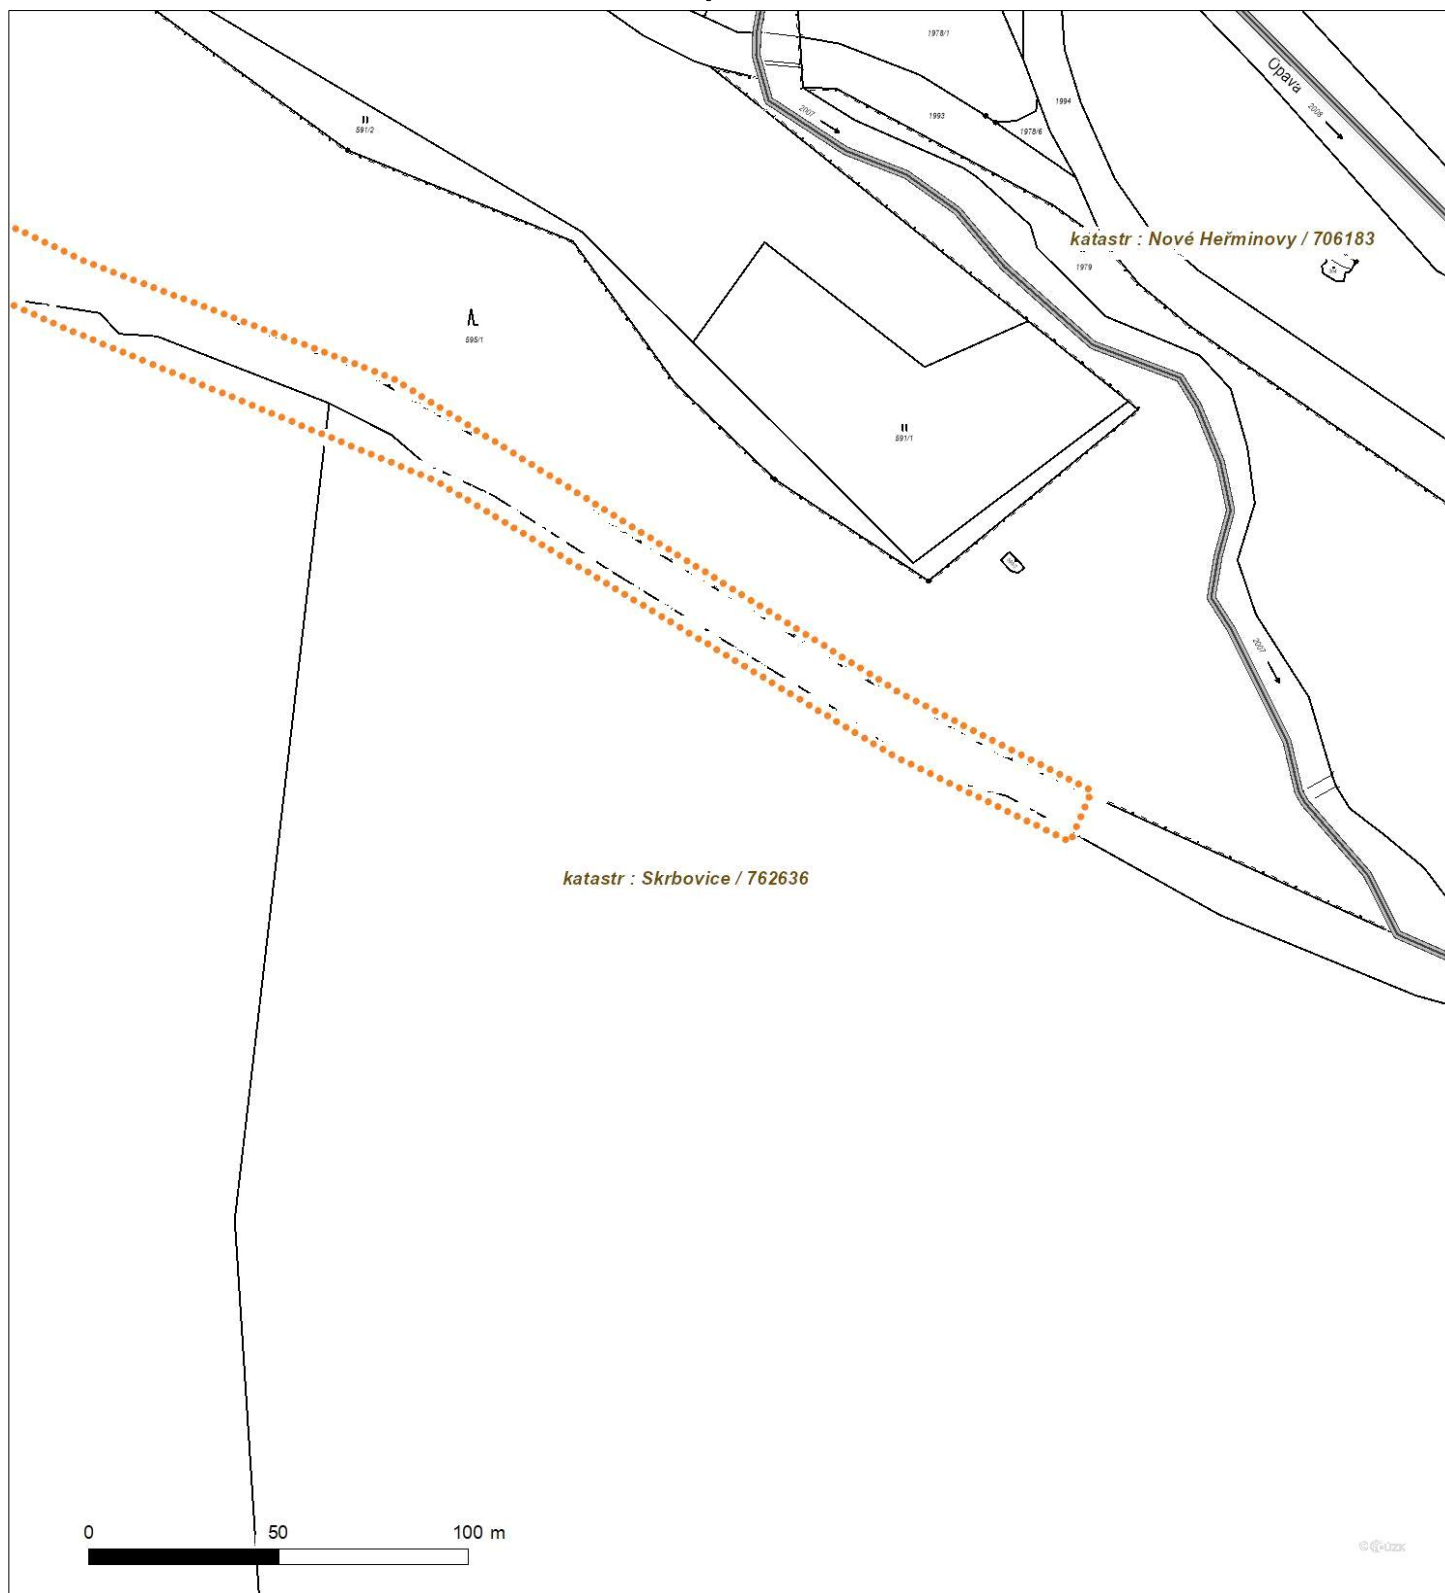 1978/1
Opava
2008
1994
1993
2007
1978/6
591/2
katastr : Nové Heřminovy / 706183
1979
595/1
591/1
2007
katastr : Skrbovice / 762636
0 50 100 m
© ČÚZK